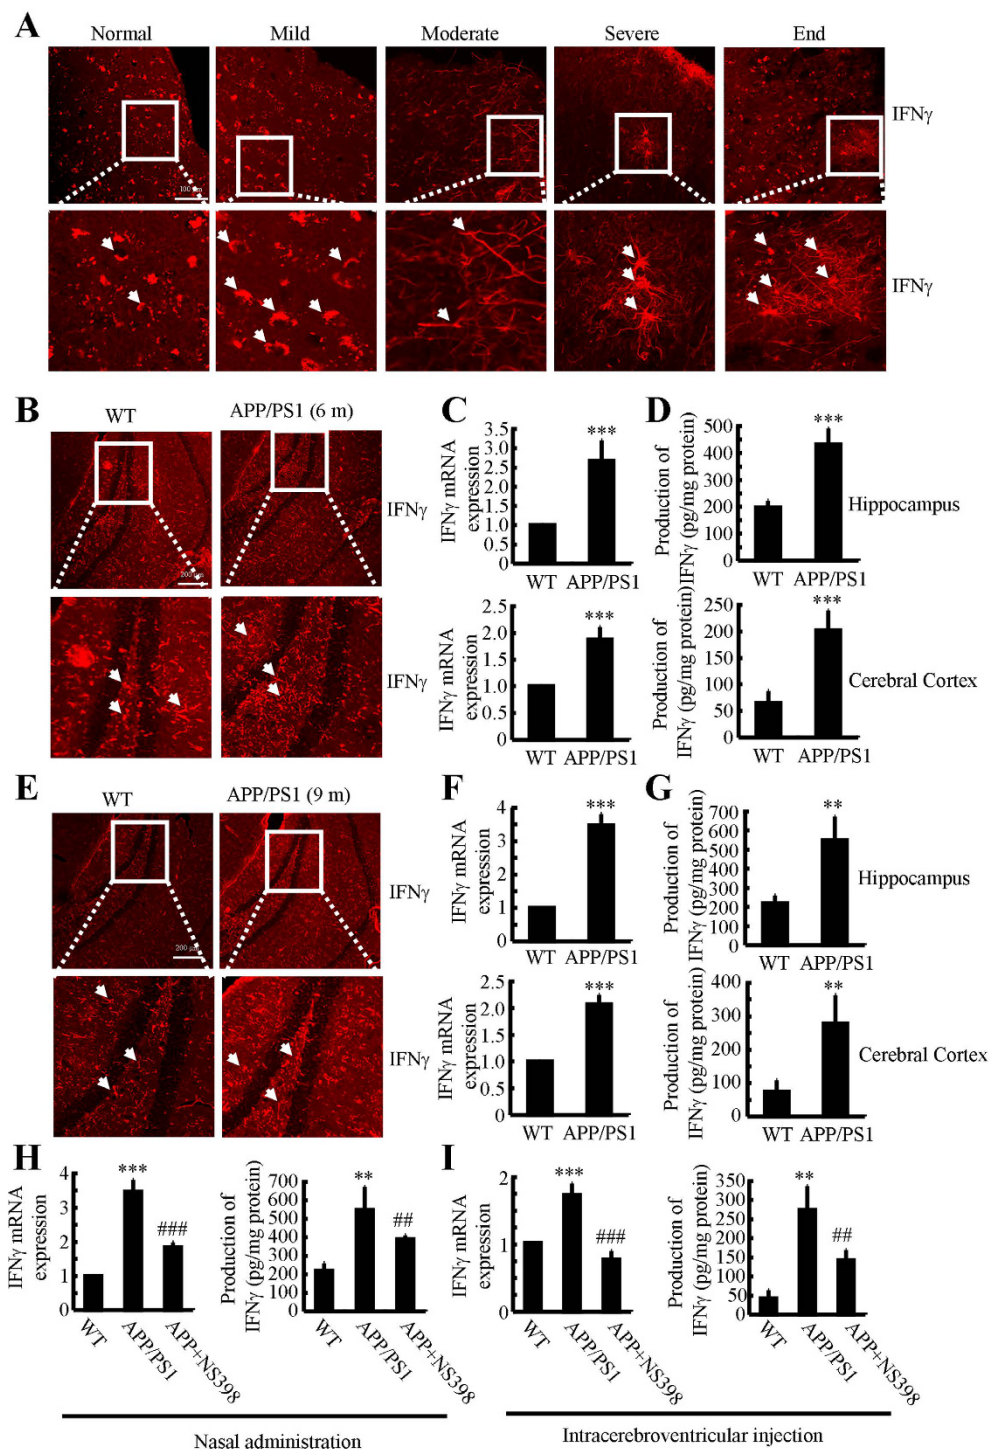 A
Normal Mild Moderate Severe End
IFNγ
100 μm
IFNγ
B
WT APP/PS1 (6 m)
IFNγ
200 μm
IFNγ
C
IFNγ mRNA
expression
3.5
3.0
2.5
2.0
1.5
1.0
0.5
***
WT APP/PS1
IFNγ mRNA
expression
2.0
1.5
1.0
0.5
***
WT APP/PS1
D
Production of
IFNγ (pg/mg protein)
500
400
300
200
100
0
***
WT APP/PS1
Hippocampus
Production of
IFNγ (pg/mg protein)
250
200
150
100
50
0
***
WT APP/PS1
Cerebral Cortex
E
WT APP/PS1 (9 m)
IFNγ
200 μm
IFNγ
F
IFNγ mRNA
expression
4
3
2
1
0
***
WT APP/PS1
IFNγ mRNA
expression
2.5
2.0
1.5
1.0
0.5
0
***
WT APP/PS1
G
Production of
IFNγ (pg/mg protein)
700
600
500
400
300
200
100
0
**
WT APP/PS1
Hippocampus
Production of
IFNγ (pg/mg protein)
400
300
200
100
0
**
WT APP/PS1
Cerebral Cortex
H
IFNγ mRNA
expression
4
3
2
1
0
***
###
WT APP/PS1 APP+NS398
Production of
IFNγ (pg/mg protein)
700
600
500
400
300
200
100
0
**
##
WT APP/PS1 APP+NS398
Nasal administration
I
IFNγ mRNA
expression
2
1
0
***
###
WT APP/PS1 APP+NS398
Production of
IFNγ (pg/mg protein)
350
300
250
200
150
100
50
0
**
##
WT APP/PS1 APP+NS398
Intracerebroventricular injection